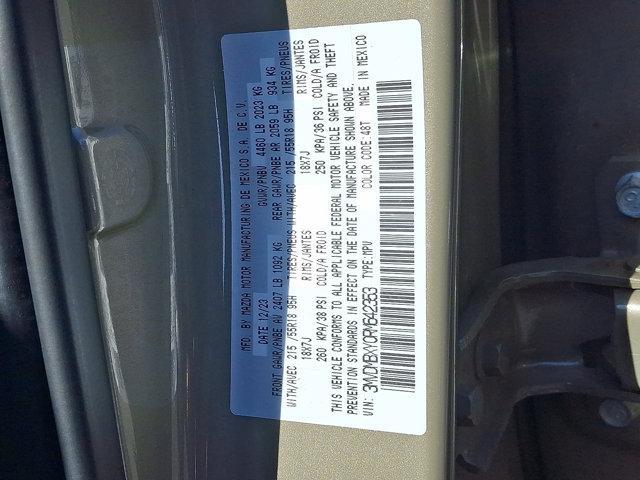 MFD. BY MAZDA MOTOR MANUFACTURING DE MEXICO S.A. DE C.V.
DATE 12/23 GVWR/PNBV 4460 LB 2023 KG
FRONT GAWR/PNBE AV 2407 LB 1092 KG REAR GAWR/PNBE AR 2059 LB 934 KG
WITH/AVEC 215/55R18 95H TIRES/PNEUS WITH/AVEC 215/55R18 95H TIRES/PNEUS
18X7J RIMS/JANTES 18X7J RIMS/JANTES
260 KPA/38 PSI COLD/A FROID 250 KPA/36 PSI COLD/A FROID
THIS VEHICLE CONFORMS TO ALL APPLICABLE FEDERAL MOTOR VEHICLE SAFETY AND THEFT
PREVENTION STANDARDS IN EFFECT ON THE DATE OF MANUFACTURE SHOWN ABOVE.
VIN: TYPE:MPV COLOR CODE:48T MADE IN MEXICO